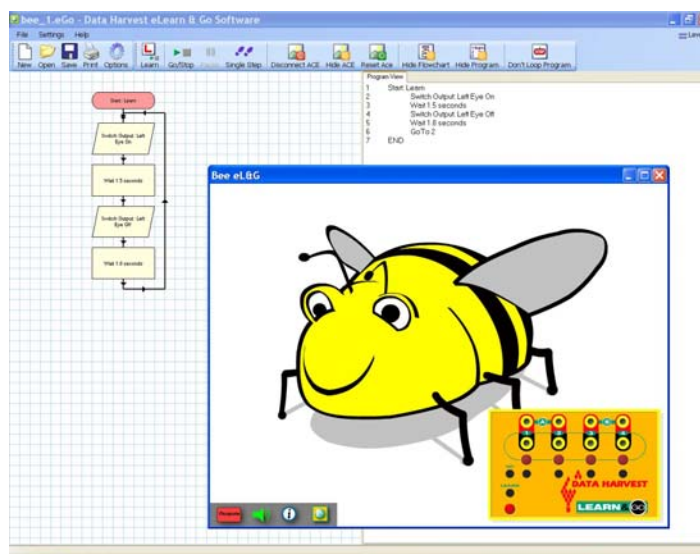 bee_1.eGo - Data Harvest eLearn & Go Software
File Settings Help
New Open Save Print Options Learn Go/Stop Pause Single Step Disconnect ACE Hide ACE Reset Ace Hide Flowchart Hide Program Don't Loop Program
Program View
1 Start: Learn
2 Switch Output: Left Eye On
3 Wait 1.5 seconds
4 Switch Output: Left Eye Off
5 Wait 1.8 seconds
6 GoTo 2
7 END
Start: Learn
Switch Output: Left
Eye On
Wait 1.5 seconds
Switch Output: Left
Eye Off
Wait 1.8 seconds
Bee eL&G
DATA HARVEST
LEARN & GO